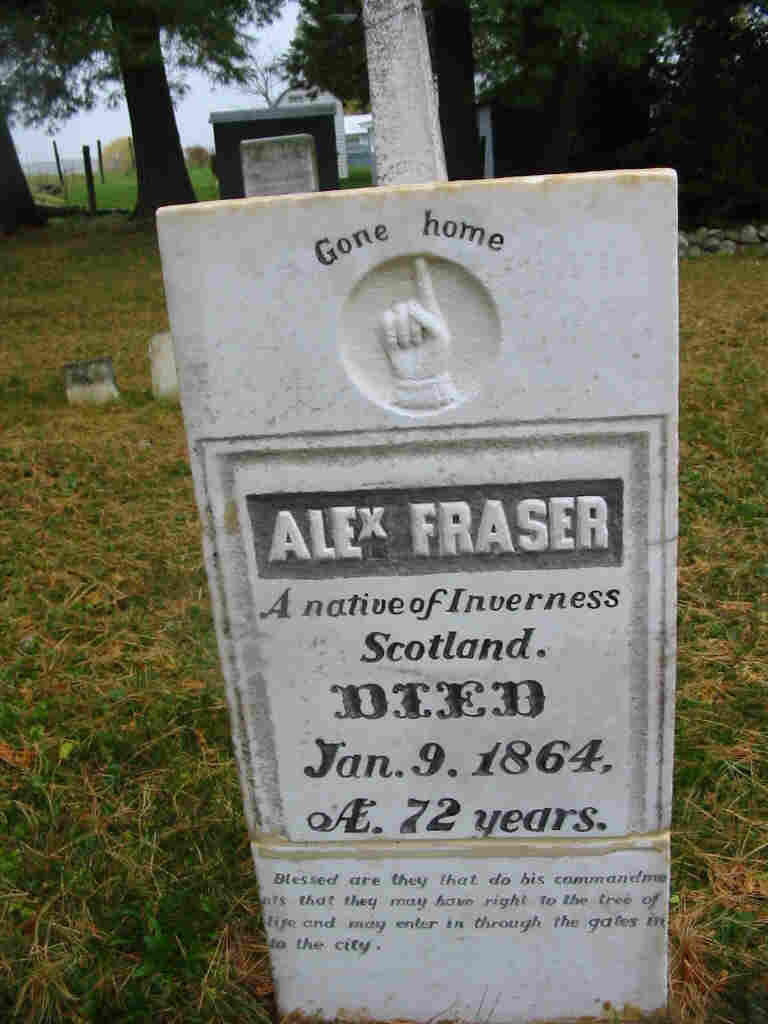 Gone home
ALEx FRASER
A native of Inverness
Scotland.
DIED
Jan. 9. 1864,
Æ. 72 years.
Blessed are they that do his commandme
nts that they may have right to the tree of
life and may enter in through the gates in
to the city.